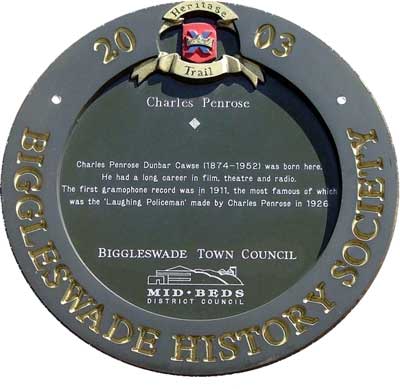 Heritage
20 03
Trail
Charles Penrose
Charles Penrose Dunbar Cawse (1874-1952) was born here.
He had a long career in film, theatre and radio.
The first gramophone record was in 1911, the most famous of which
was the 'Laughing Policeman' made by Charles Penrose in 1926
BIGGLESWADE TOWN COUNCIL
MID·BEDS
DISTRICT COUNCIL
BIGGLESWADE HISTORY SOCIETY